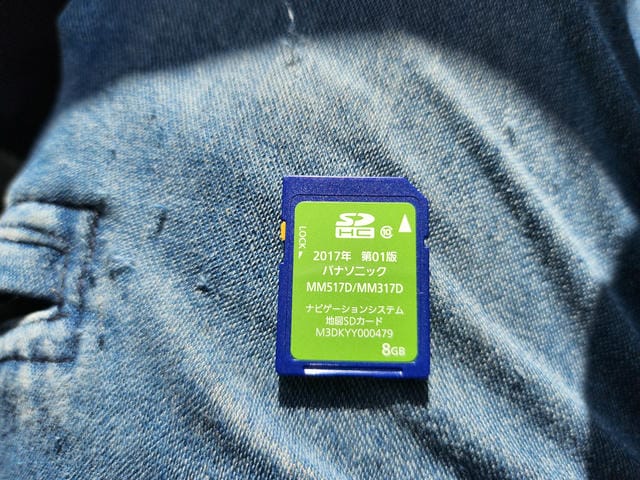 SD
HC ⑩
LOCK
2017年 第01版
パナソニック
MM517D/MM317D
ナビゲーションシステム
地図SDカード
M3DKYY000479
8GB